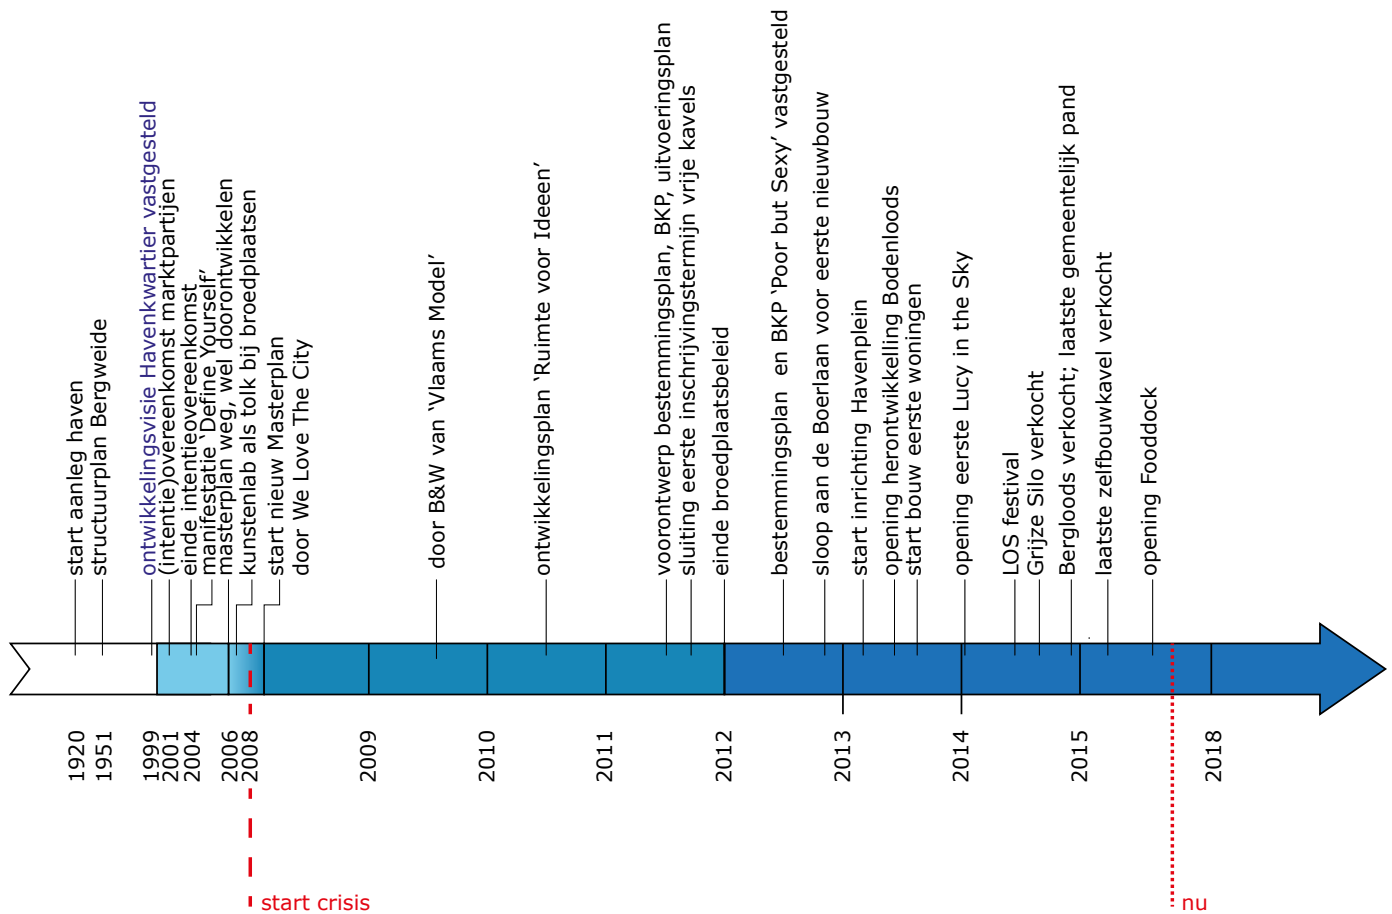 start aanleg haven
structuurplan Bergweide
ontwikkelingsvisie Havenkwartier vastgesteld
(intentie)overeenkomst marktpartijen
einde intentieovereenkomst
manifestatie ‘Define Yourself’
masterplan weg, wel doorontwikkelen
kunstenlab als tolk bij broedplaatsen
start nieuw Masterplan
door We Love The City
door B&W van ‘Vlaams Model’
ontwikkelingsplan ‘Ruimte voor Ideeen’
voorontwerp bestemmingsplan, BKP, uitvoeringsplan
sluiting eerste inschrijvingstermijn vrije kavels
einde broedplaatsbeleid
bestemmingsplan en BKP ‘Poor but Sexy’ vastgesteld
sloop aan de Boerlaan voor eerste nieuwbouw
start inrichting Havenplein
opening herontwikkelling Bodenloods
start bouw eerste woningen
opening eerste Lucy in the Sky
LOS festival
Grijze Silo verkocht
Bergloods verkocht; laatste gemeentelijk pand
laatste zelfbouwkavel verkocht
opening Fooddock
1920
1951
1999
2001
2004
2006
2008
2009
2010
2011
2012
2013
2014
2015
2018
start crisis
nu